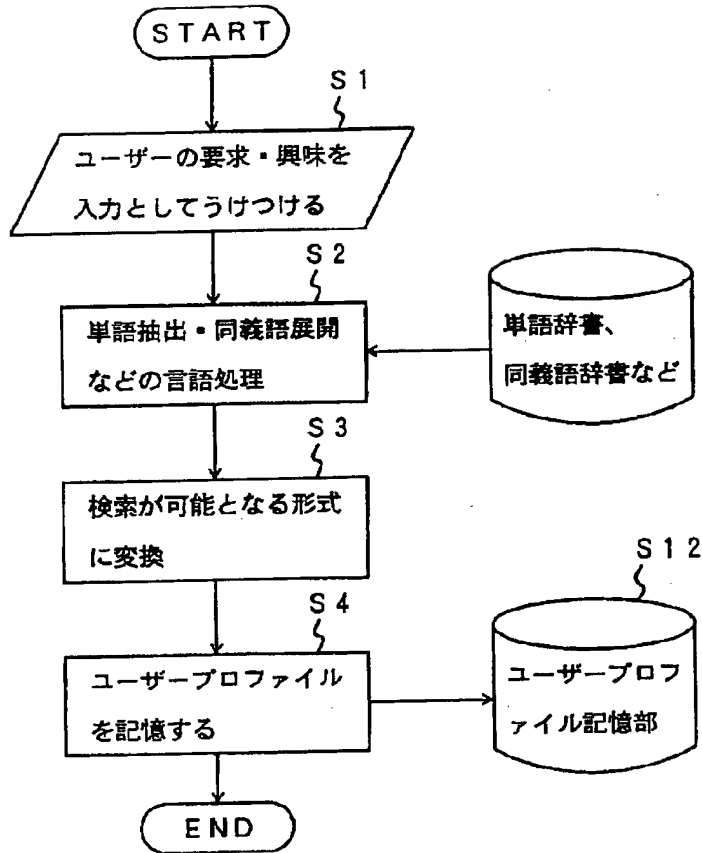 START
S1
ユーザーの要求・興味を
入力としてうけつける
S2
単語抽出・同義語展開
などの言語処理
単語辞書、
同義語辞書など
S3
検索が可能となる形式
に変換
S4
ユーザープロファイル
を記憶する
S12
ユーザープロフ
ァイル記憶部
END